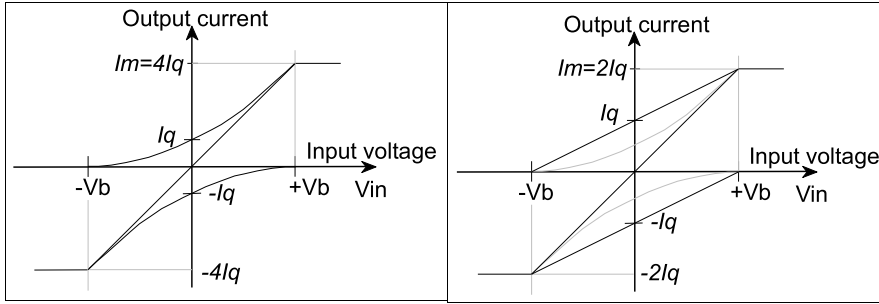 Output current
Im=4Iq
Iq
Input voltage
-Vb
-Iq
+Vb
Vin
-4Iq
Output current
Im=2Iq
Iq
Input voltage
-Vb
+Vb
Vin
-Iq
-2Iq